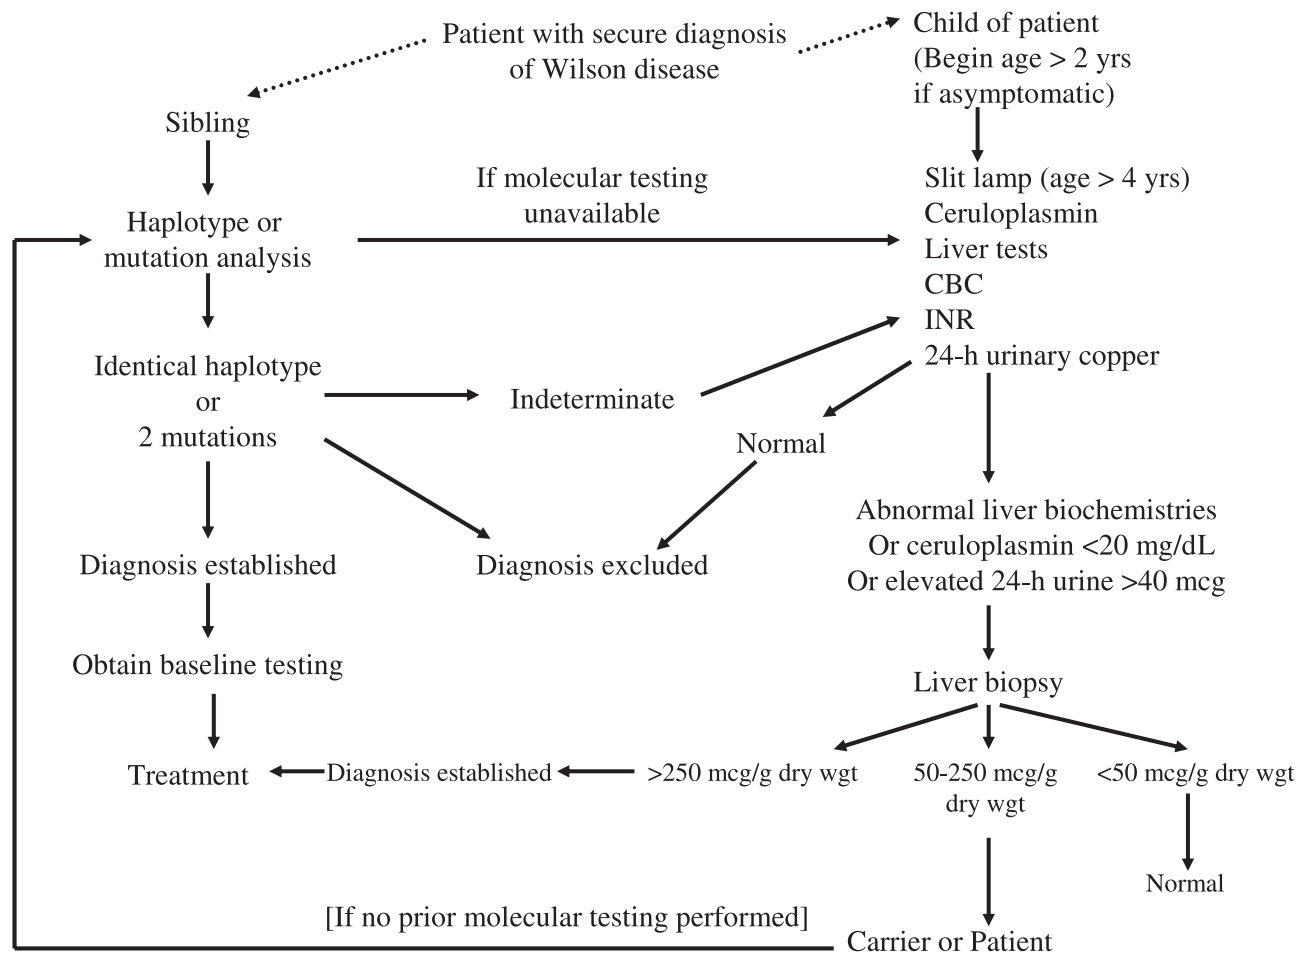 Patient with secure diagnosis
of Wilson disease
Child of patient
(Begin age > 2 yrs
if asymptomatic)
Sibling
Haplotype or
mutation analysis
If molecular testing
unavailable
Slit lamp (age > 4 yrs)
Ceruloplasmin
Liver tests
CBC
INR
24-h urinary copper
Identical haplotype
or
2 mutations
Indeterminate
Normal
Diagnosis established
Diagnosis excluded
Abnormal liver biochemistries
Or ceruloplasmin <20 mg/dL
Or elevated 24-h urine >40 mcg
Obtain baseline testing
Liver biopsy
Treatment
Diagnosis established
>250 mcg/g dry wgt
50-250 mcg/g
dry wgt
<50 mcg/g dry wgt
Normal
[If no prior molecular testing performed]
Carrier or Patient